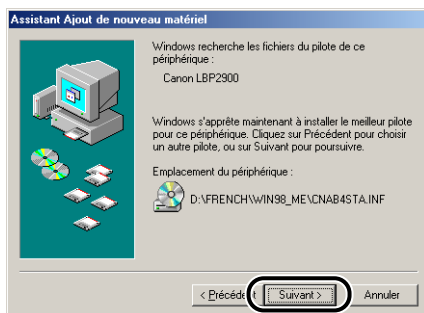 Assistant Ajout de nouveau matériel
Windows recherche les fichiers du pilote de ce
périphérique :
Canon LBP2900
Windows s'apprête maintenant à installer le meilleur pilote
pour ce périphérique. Cliquez sur Précédent pour choisir
un autre pilote, ou sur Suivant pour poursuivre.
Emplacement du périphérique :
D:\FRENCH\WIN98_ME\CNAB4STA.INF
< Précédent Suivant > Annuler